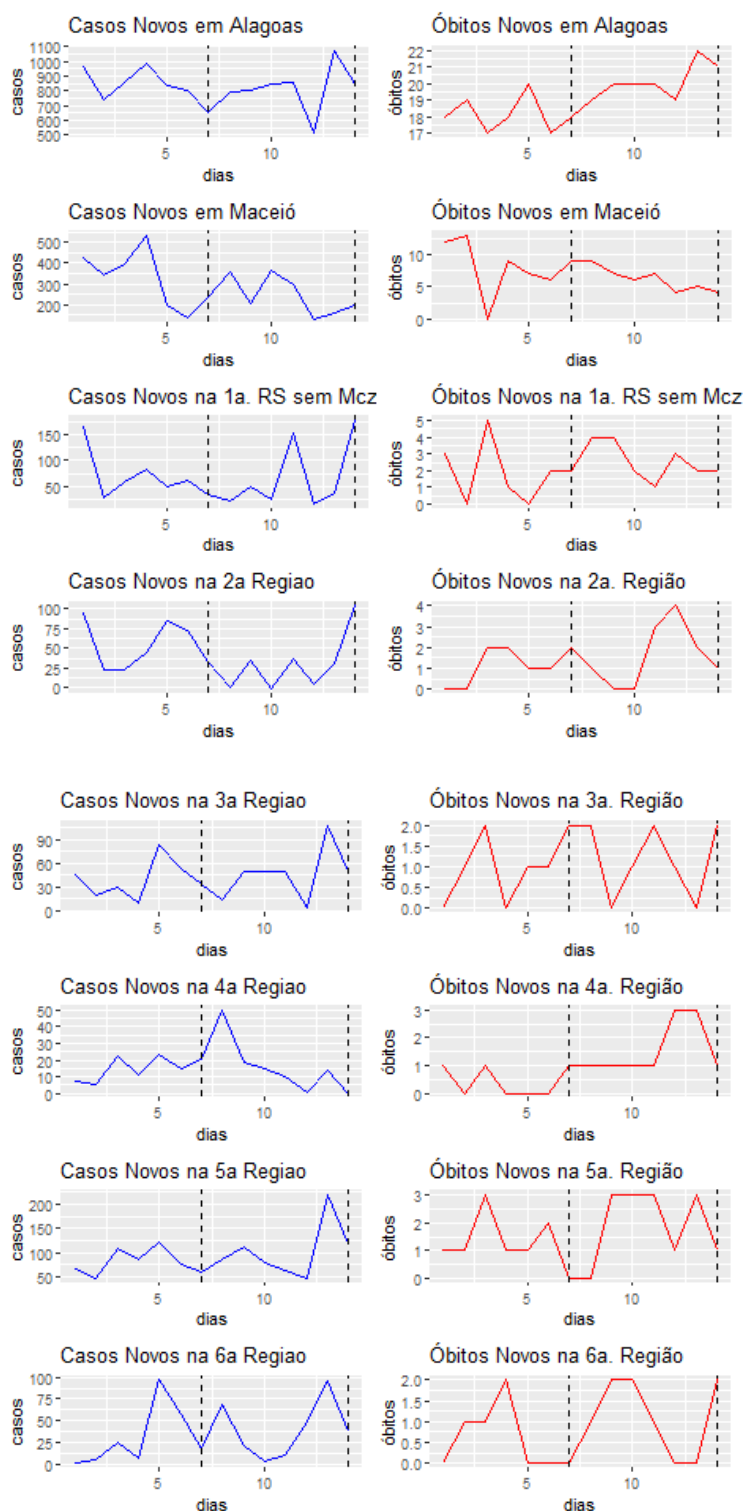 Casos Novos em Alagoas
1100
1000
900
800
700
600
500
casos
5
10
dias
Óbitos Novos em Alagoas
22
21
20
19
18
17
óbitos
5
10
dias
Casos Novos em Maceió
500
400
300
200
casos
5
10
dias
Óbitos Novos em Maceió
10
5
0
óbitos
5
10
dias
Casos Novos na 1a. RS sem Mcz
150
100
50
casos
5
10
dias
Óbitos Novos na 1a. RS sem Mcz
5
4
3
2
1
0
óbitos
5
10
dias
Casos Novos na 2a Regiao
100
75
50
25
0
casos
5
10
dias
Óbitos Novos na 2a. Região
4
3
2
1
0
óbitos
5
10
dias
Casos Novos na 3a Regiao
90
60
30
0
casos
5
10
dias
Óbitos Novos na 3a. Região
2.0
1.5
1.0
0.5
0.0
óbitos
5
10
dias
Casos Novos na 4a Regiao
50
40
30
20
10
0
casos
5
10
dias
Óbitos Novos na 4a. Região
3
2
1
0
óbitos
5
10
dias
Casos Novos na 5a Regiao
200
150
100
50
casos
5
10
dias
Óbitos Novos na 5a. Região
3
2
1
0
óbitos
5
10
dias
Casos Novos na 6a Regiao
100
75
50
25
0
casos
5
10
dias
Óbitos Novos na 6a. Região
2.0
1.5
1.0
0.5
0.0
óbitos
5
10
dias